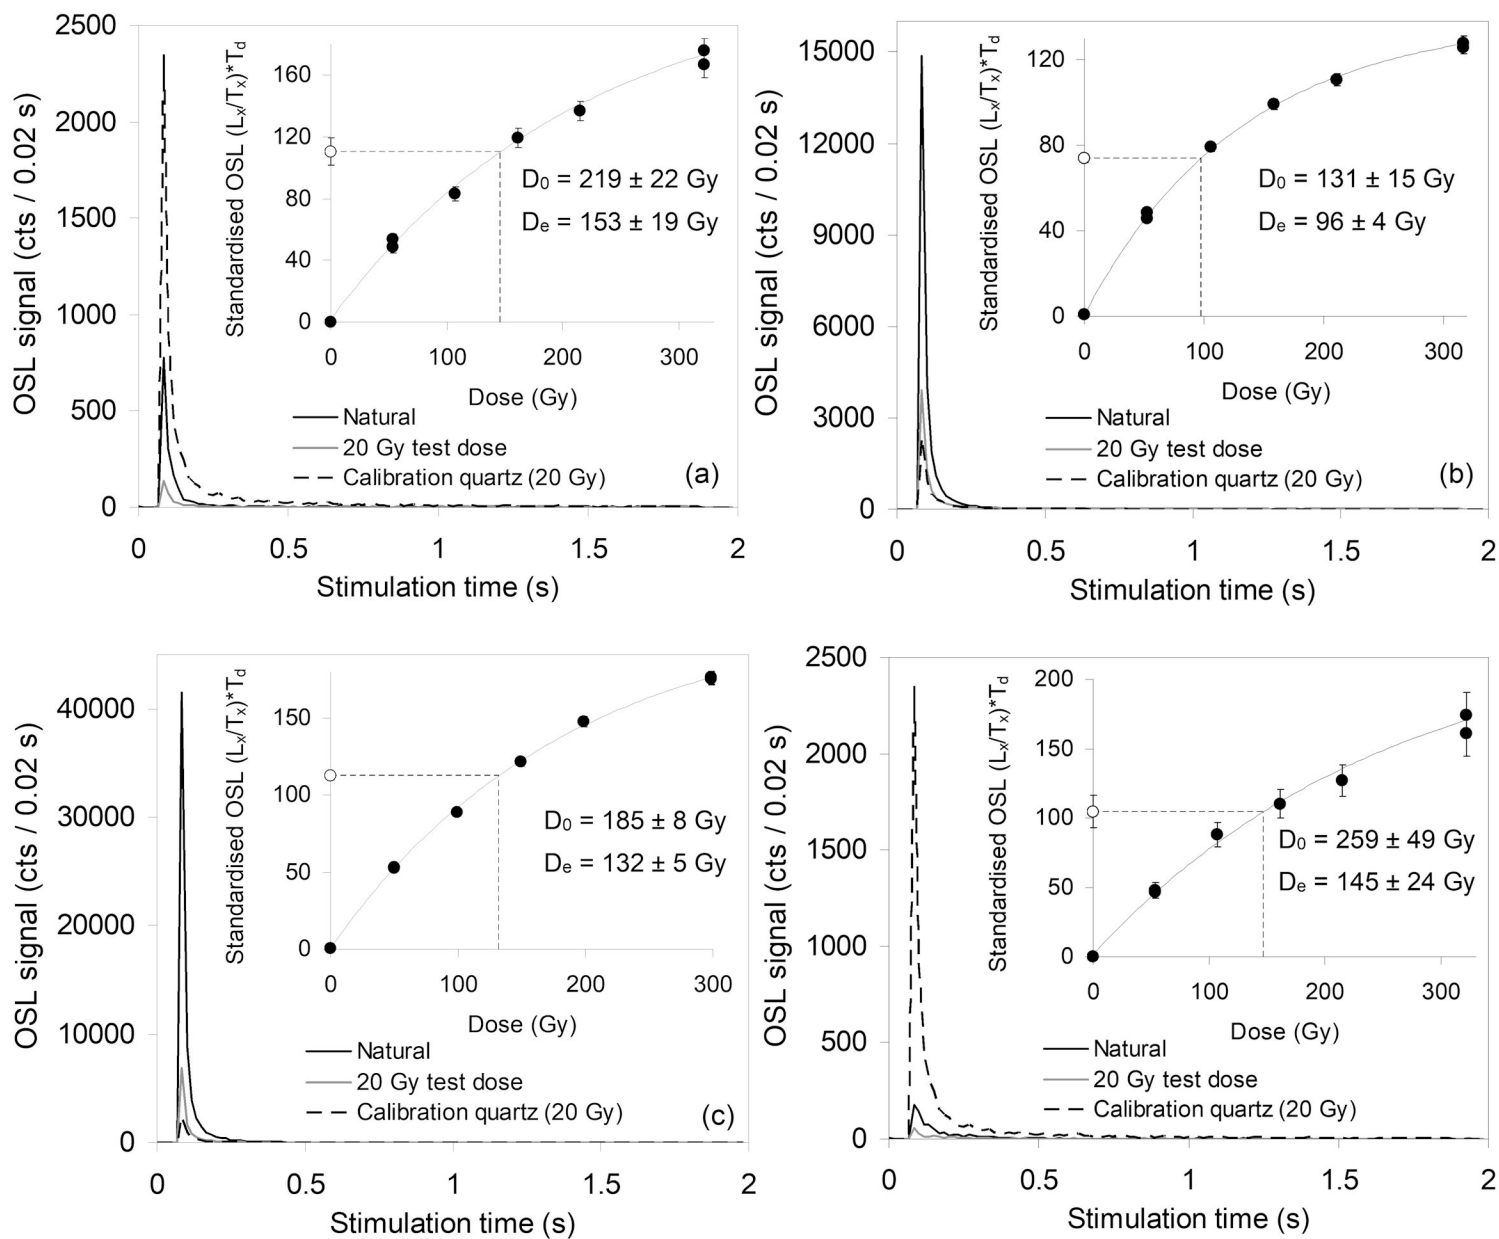 2500
2000
1500
1000
500
0
OSL signal (cts / 0.02 s)
0 0.5 1 1.5 2
Stimulation time (s)
Standardised OSL (Lx/Tx)*Td
160
120
80
40
0
0 100 200 300
Dose (Gy)
D0 = 219 ± 22 Gy
De = 153 ± 19 Gy
Natural
20 Gy test dose
Calibration quartz (20 Gy)
(a)
15000
12000
9000
6000
3000
0
OSL signal (cts / 0.02 s)
0 0.5 1 1.5 2
Stimulation time (s)
Standardised OSL (Lx/Tx)*Td
120
80
40
0
0 100 200 300
Dose (Gy)
D0 = 131 ± 15 Gy
De = 96 ± 4 Gy
Natural
20 Gy test dose
Calibration quartz (20 Gy)
(b)
40000
30000
20000
10000
0
OSL signal (cts / 0.02 s)
0 0.5 1 1.5 2
Stimulation time (s)
Standardised OSL (Lx/Tx)*Td
150
100
50
0
0 100 200 300
Dose (Gy)
D0 = 185 ± 8 Gy
De = 132 ± 5 Gy
Natural
20 Gy test dose
Calibration quartz (20 Gy)
(c)
2500
2000
1500
1000
500
0
OSL signal (cts / 0.02 s)
0 0.5 1 1.5 2
Stimulation time (s)
Standardised OSL (Lx/Tx)*Td
200
150
100
50
0
0 100 200 300
Dose (Gy)
D0 = 259 ± 49 Gy
De = 145 ± 24 Gy
Natural
20 Gy test dose
Calibration quartz (20 Gy)